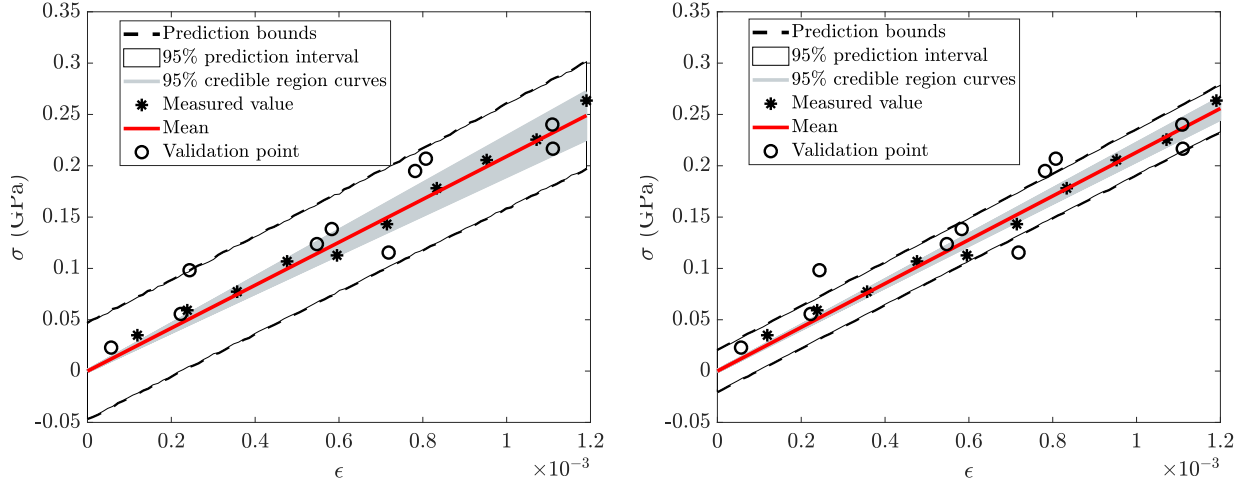 0.35
0.3
0.25
0.2
0.15
0.1
0.05
0
-0.05
σ (GPa)
Prediction bounds
95% prediction interval
95% credible region curves
Measured value
Mean
Validation point
0 0.2 0.4 0.6 0.8 1 1.2
ϵ
×10⁻³
0.35
0.3
0.25
0.2
0.15
0.1
0.05
0
-0.05
σ (GPa)
Prediction bounds
95% prediction interval
95% credible region curves
Measured value
Mean
Validation point
0 0.2 0.4 0.6 0.8 1 1.2
ϵ
×10⁻³